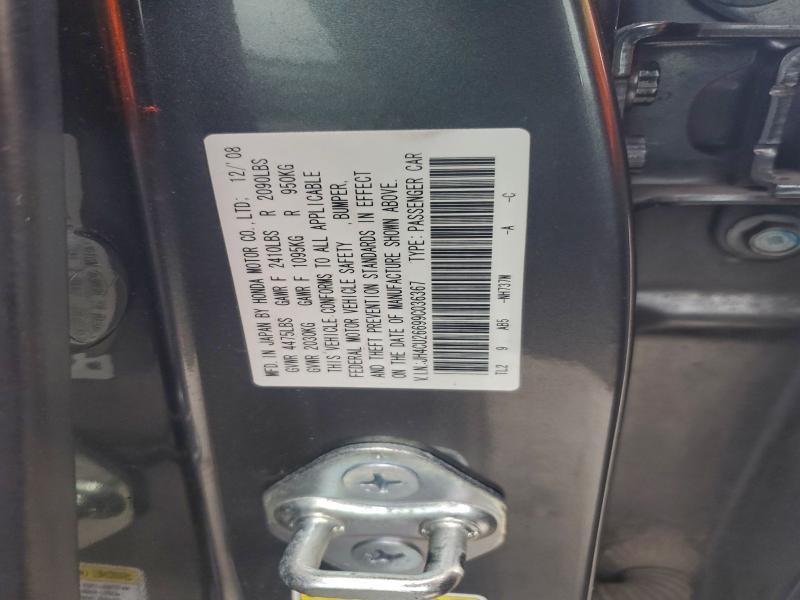 MFD. IN JAPAN BY HONDA MOTOR CO., LTD; 12/'08
GVWR 4475LBS GAWR F 2410LBS R 2090LBS
GVWR 2030KG GAWR F 1095KG R 950KG
THIS VEHICLE CONFORMS TO ALL APPLICABLE
FEDERAL MOTOR VEHICLE SAFETY , BUMPER,
AND THEFT PREVENTION STANDARDS IN EFFECT
ON THE DATE OF MANUFACTURE SHOWN ABOVE.
V.I.N: JH4CU26699C036367 TYPE: PASSENGER CAR
TL2 9 AB5 -NH737M -A -C